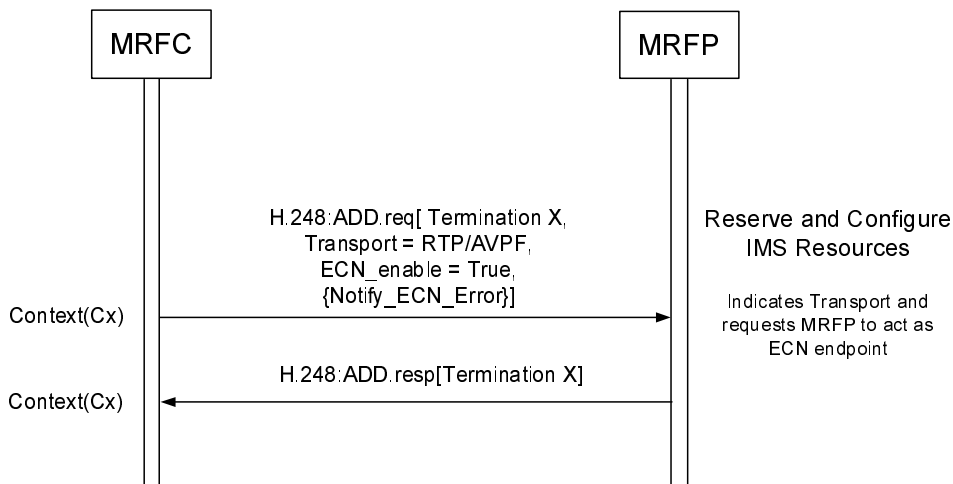 MRFC
MRFP
H.248:ADD.req[ Termination X,
Transport = RTP/AVPF,
ECN_enable = True,
{Notify_ECN_Error}]
Reserve and Configure
IMS Resources
Indicates Transport and
requests MRFP to act as
ECN endpoint
Context(Cx)
H.248:ADD.resp[Termination X]
Context(Cx)